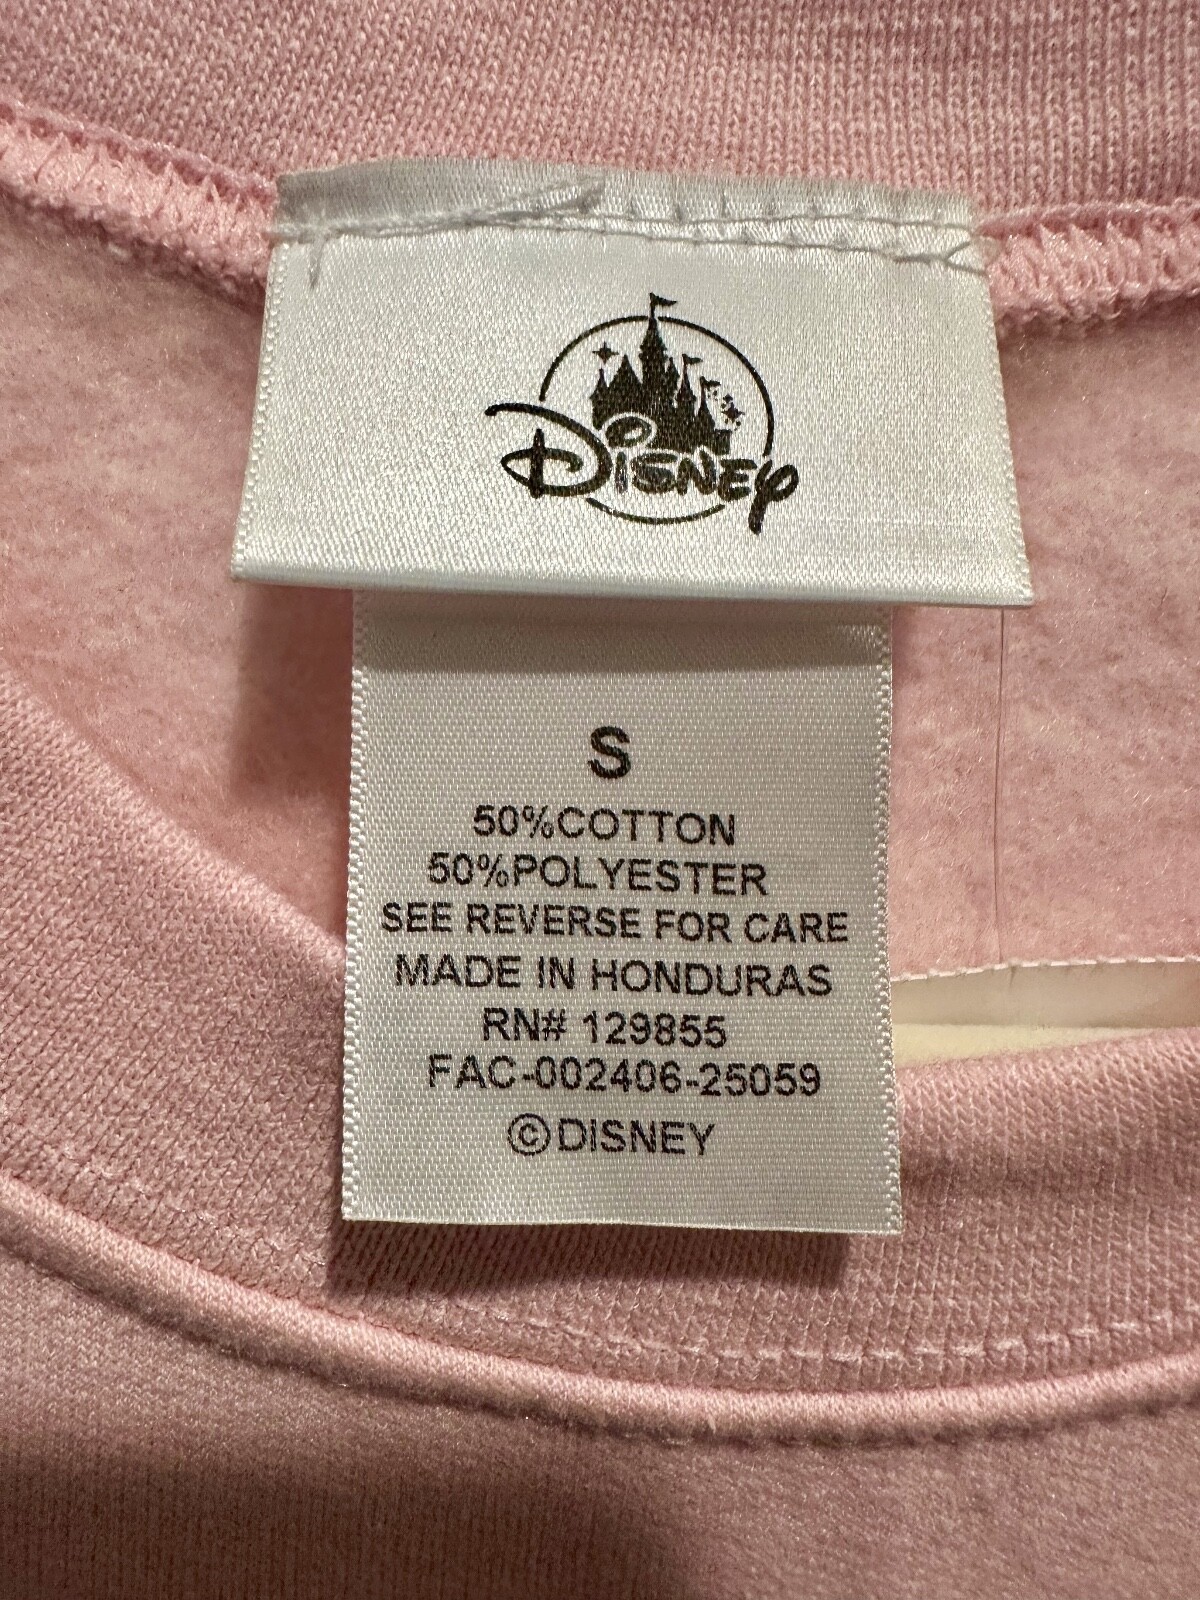 Disney
S
50%COTTON
50%POLYESTER
SEE REVERSE FOR CARE
MADE IN HONDURAS
RN# 129855
FAC-002406-25059
©DISNEY